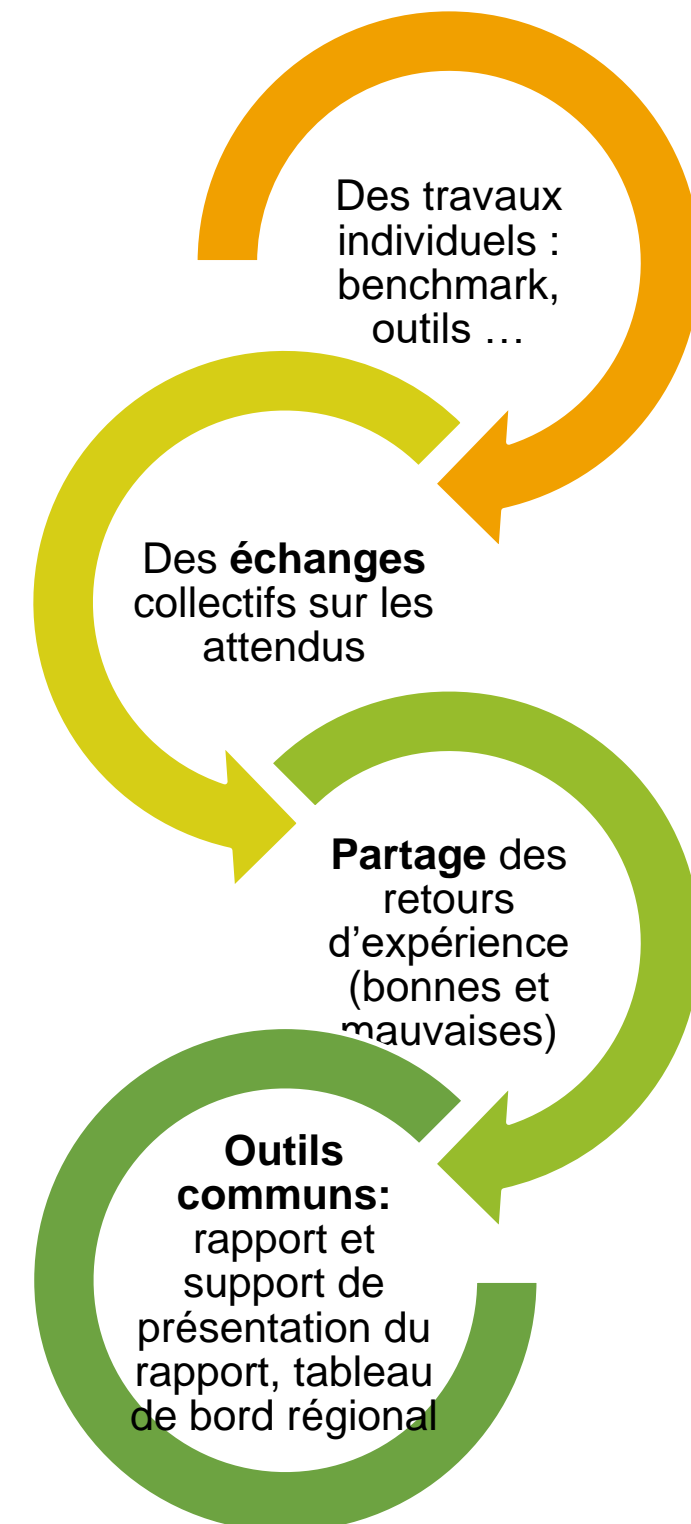 Des travaux
individuels :
benchmark,
outils …
Des échanges
collectifs sur les
attendus
Partage des
retours
d’expérience
(bonnes et
mauvaises)
Outils
communs:
rapport et
support de
présentation du
rapport, tableau
de bord régional